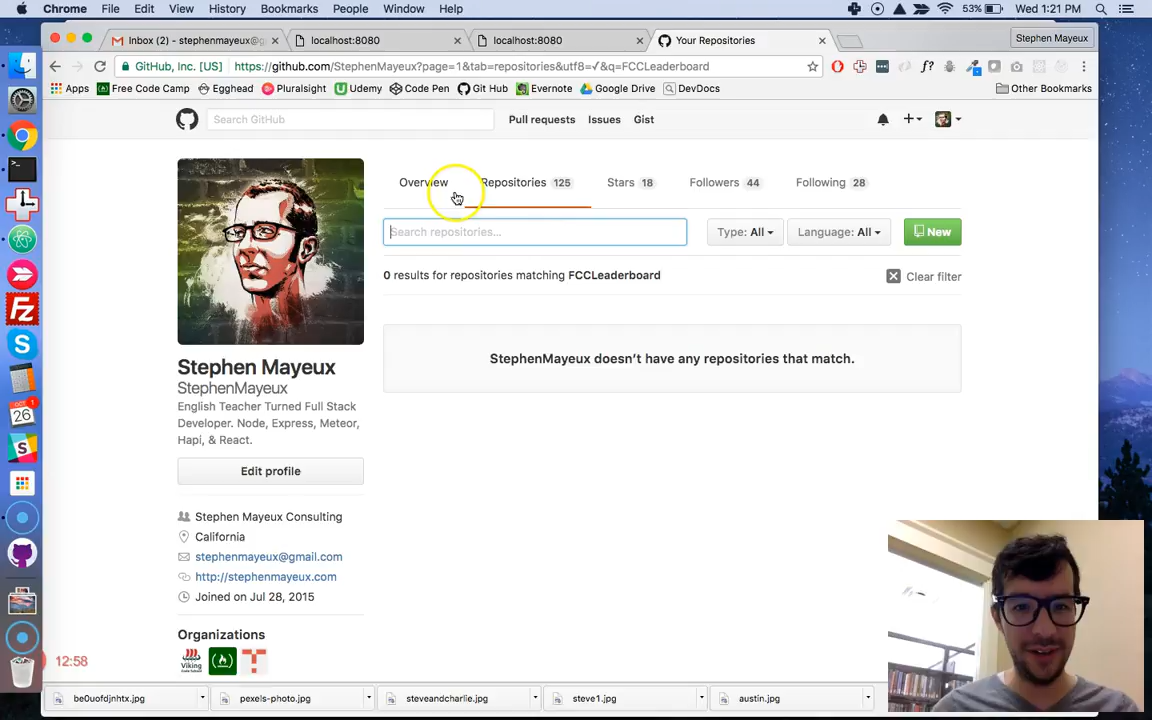 Chrome File Edit View History Bookmarks People Window Help 53% Wed 1:21 PM
Inbox (2) - stephenmayeux@g localhost:8080 localhost:8080 Your Repositories Stephen Mayeux
GitHub, Inc. [US] https://github.com/StephenMayeux?page=1&tab=repositories&utf8=✓&q=FCCLeaderboard
Apps Free Code Camp Egghead Pluralsight Udemy Code Pen Git Hub Evernote Google Drive DevDocs Other Bookmarks
Search GitHub Pull requests Issues Gist
Overview Repositories 125 Stars 18 Followers 44 Following 28
Search repositories... Type: All Language: All New
0 results for repositories matching FCCLeaderboard Clear filter
StephenMayeux doesn't have any repositories that match.
Stephen Mayeux
StephenMayeux
English Teacher Turned Full Stack
Developer. Node, Express, Meteor,
Hapi, & React.
Edit profile
Stephen Mayeux Consulting
California
stephenmayeux@gmail.com
http://stephenmayeux.com
Joined on Jul 28, 2015
Organizations
OCT 1
26
12:58
be0uofdjnhtx.jpg pexels-photo.jpg steveandcharlie.jpg steve1.jpg austin.jpg